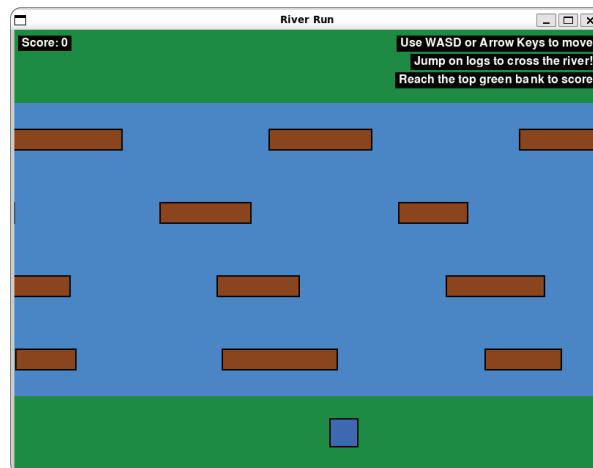 River Run
Score: 0
Use WASD or Arrow Keys to move
Jump on logs to cross the river!
Reach the top green bank to score